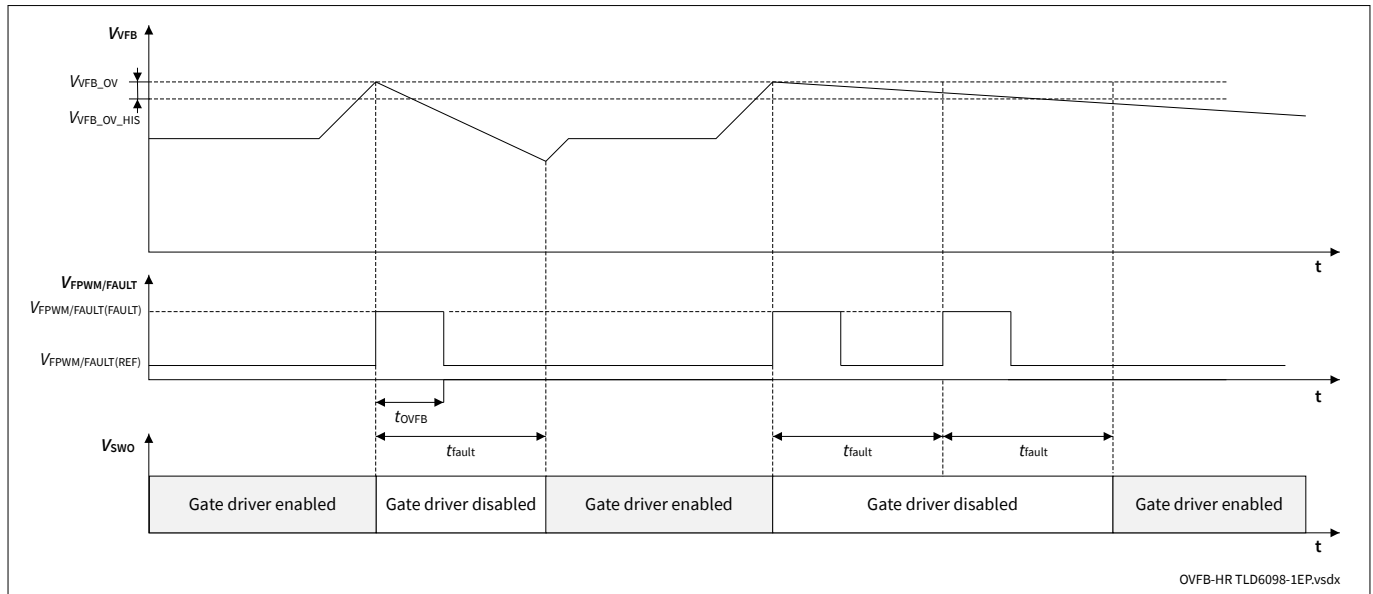 VVFB
VVFB_OV
VVFB_OV_HIS
t
VFPWM/FAULT
VFPWM/FAULT(FAULT)
VFPWM/FAULT(REF)
t
tOVFB
VSWO
tfault
tfault
tfault
Gate driver enabled
Gate driver disabled
Gate driver enabled
Gate driver disabled
Gate driver enabled
t
OVFB-HR TLD6098-1EP.vsdx